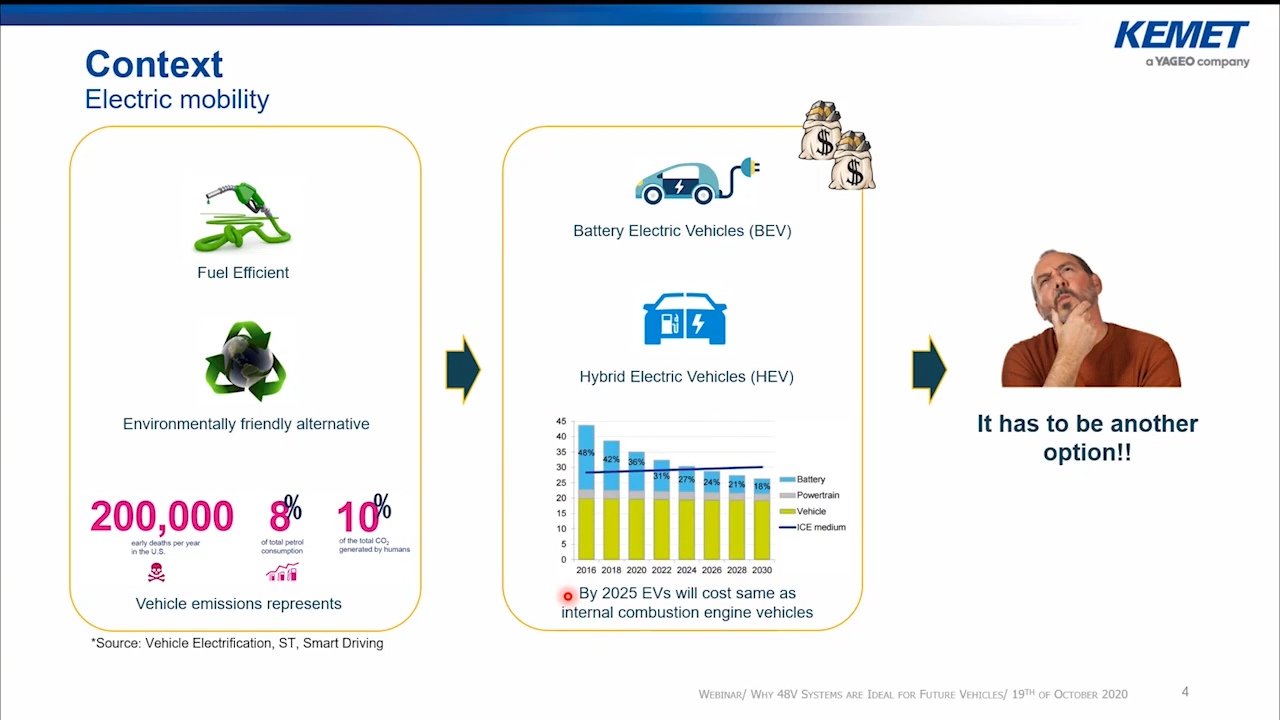 KEMET
a YAGEO company
Context
Electric mobility
Fuel Efficient
Environmentally friendly alternative
200,000
early deaths per year
in the U.S.
8%
of total petrol
consumption
10%
of the total CO2
generated by humans
Vehicle emissions represents
*Source: Vehicle Electrification, ST, Smart Driving
$
$
Battery Electric Vehicles (BEV)
Hybrid Electric Vehicles (HEV)
45
40
35
30
25
20
15
10
5
0
48%
42%
36%
31%
27%
24%
21%
18%
2016 2018 2020 2022 2024 2026 2028 2030
Battery
Powertrain
Vehicle
ICE medium
By 2025 EVs will cost same as
internal combustion engine vehicles
It has to be another
option!!
WEBINAR/ WHY 48V SYSTEMS ARE IDEAL FOR FUTURE VEHICLES/ 19TH OF OCTOBER 2020
4